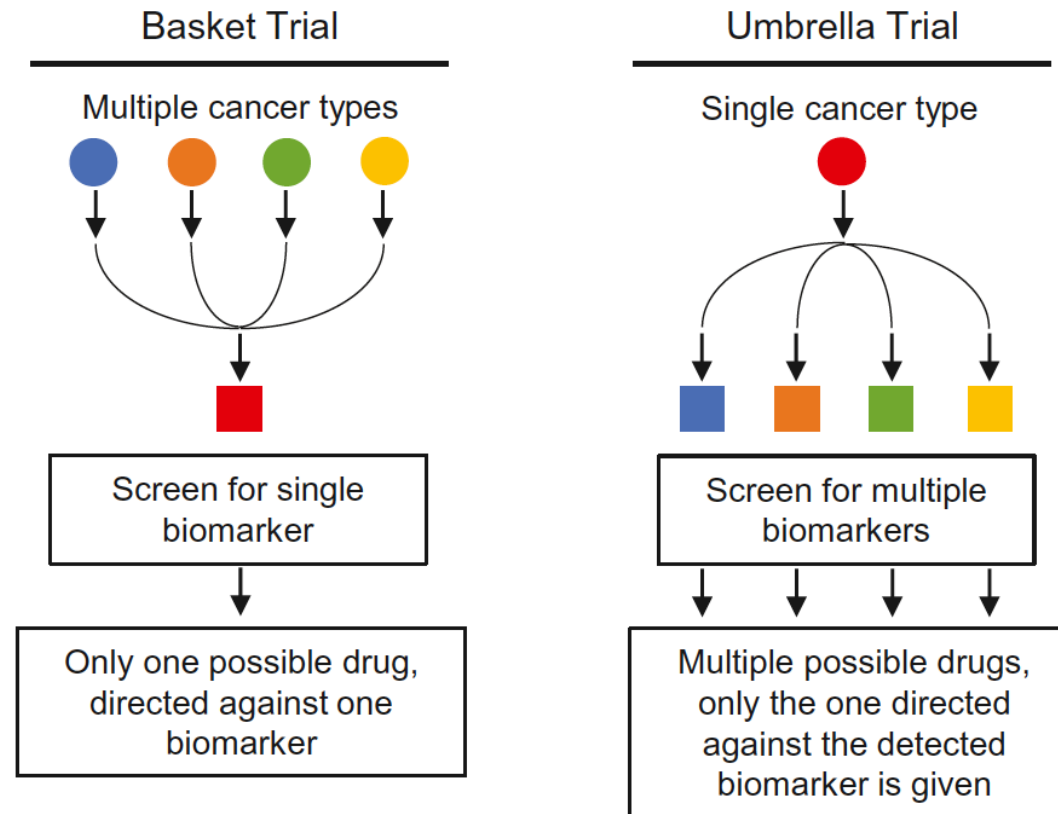 Basket Trial
Multiple cancer types
Screen for single
biomarker
Only one possible drug,
directed against one
biomarker
Umbrella Trial
Single cancer type
Screen for multiple
biomarkers
Multiple possible drugs,
only the one directed
against the detected
biomarker is given